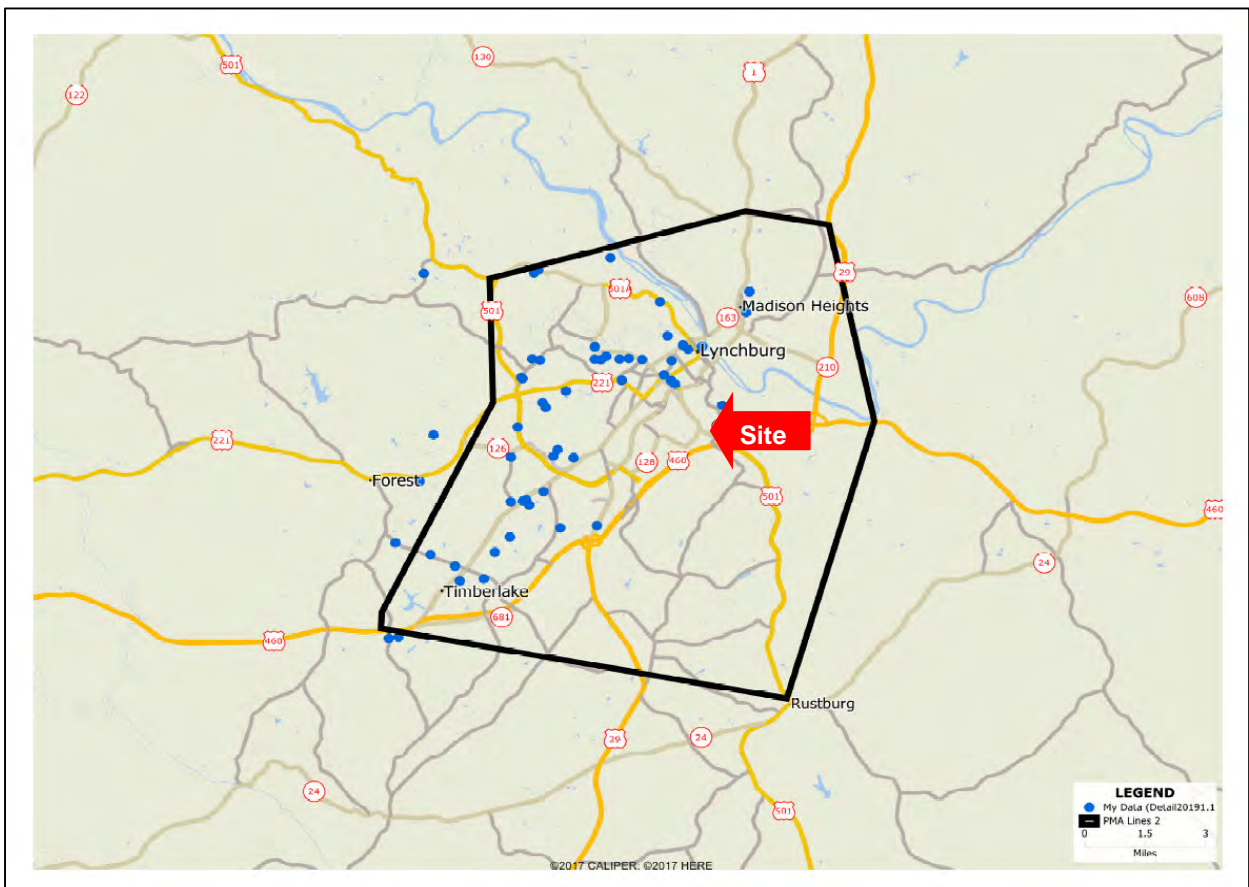 130
1
501
122
29
501A
608
501
Madison Heights
163
Lynchburg
210
221
Site
221
126
128
460
Forest
501
460
24
Timberlake
681
460
Rustburg
29
24
24
501
LEGEND
My Data (Detail20191.1
PMA Lines 2
0 1.5 3
Miles
©2017 CALIPER; ©2017 HERE